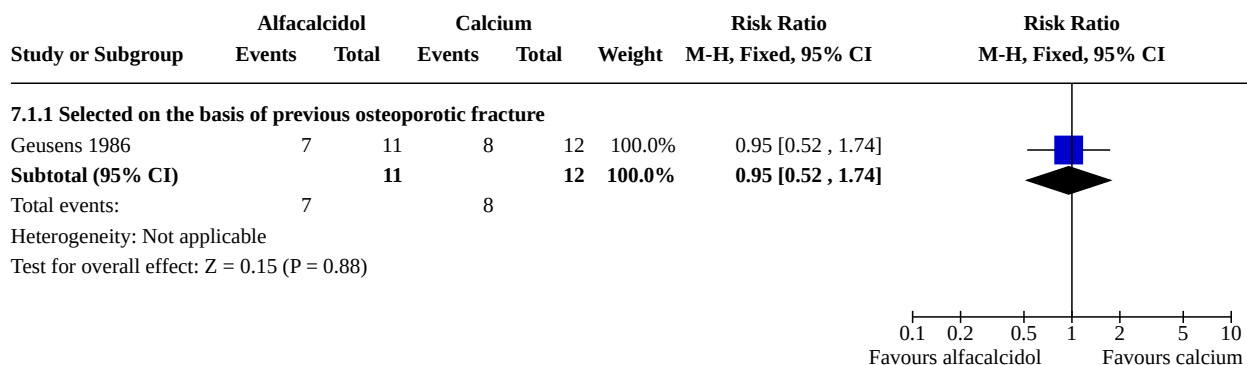 Alfacalcidol Calcium Risk Ratio Risk Ratio
Study or Subgroup Events Total Events Total Weight M-H, Fixed, 95% CI M-H, Fixed, 95% CI
7.1.1 Selected on the basis of previous osteoporotic fracture
Geusens 1986 7 11 8 12 100.0% 0.95 [0.52 , 1.74]
Subtotal (95% CI) 11 12 100.0% 0.95 [0.52 , 1.74]
Total events: 7 8
Heterogeneity: Not applicable
Test for overall effect: Z = 0.15 (P = 0.88)
0.1 0.2 0.5 1 2 5 10
Favours alfacalcidol Favours calcium